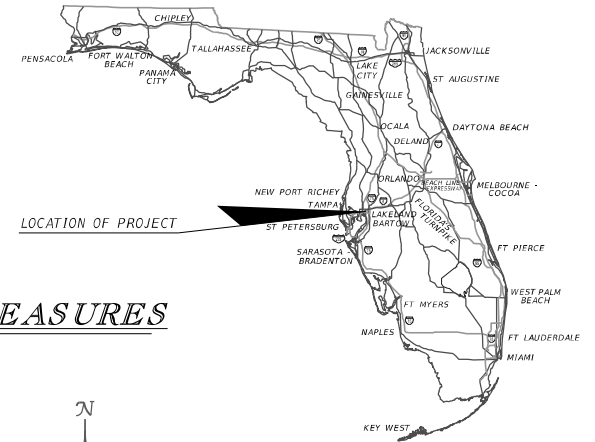 CHIPLEY
TALLAHASSEE
PENSACOLA
FORT WALTON
BEACH
PANAMA
CITY
JACKSONVILLE
LAKE
CITY
ST AUGUSTINE
GAINESVILLE
OCALA
DAYTONA BEACH
DELAND
ORLANDO
BEACH LINE
EXPRESSWAY
MELBOURNE -
COCOA
NEW PORT RICHEY
TAMPA
LAKELAND
BARTOW
FLORIDA'S
TURNPIKE
LOCATION OF PROJECT
ST PETERSBURG
SARASOTA -
BRADENTON
FT PIERCE
WEST PALM
BEACH
FT MYERS
EASURES
NAPLES
FT LAUDERDALE
MIAMI
N
KEY WEST